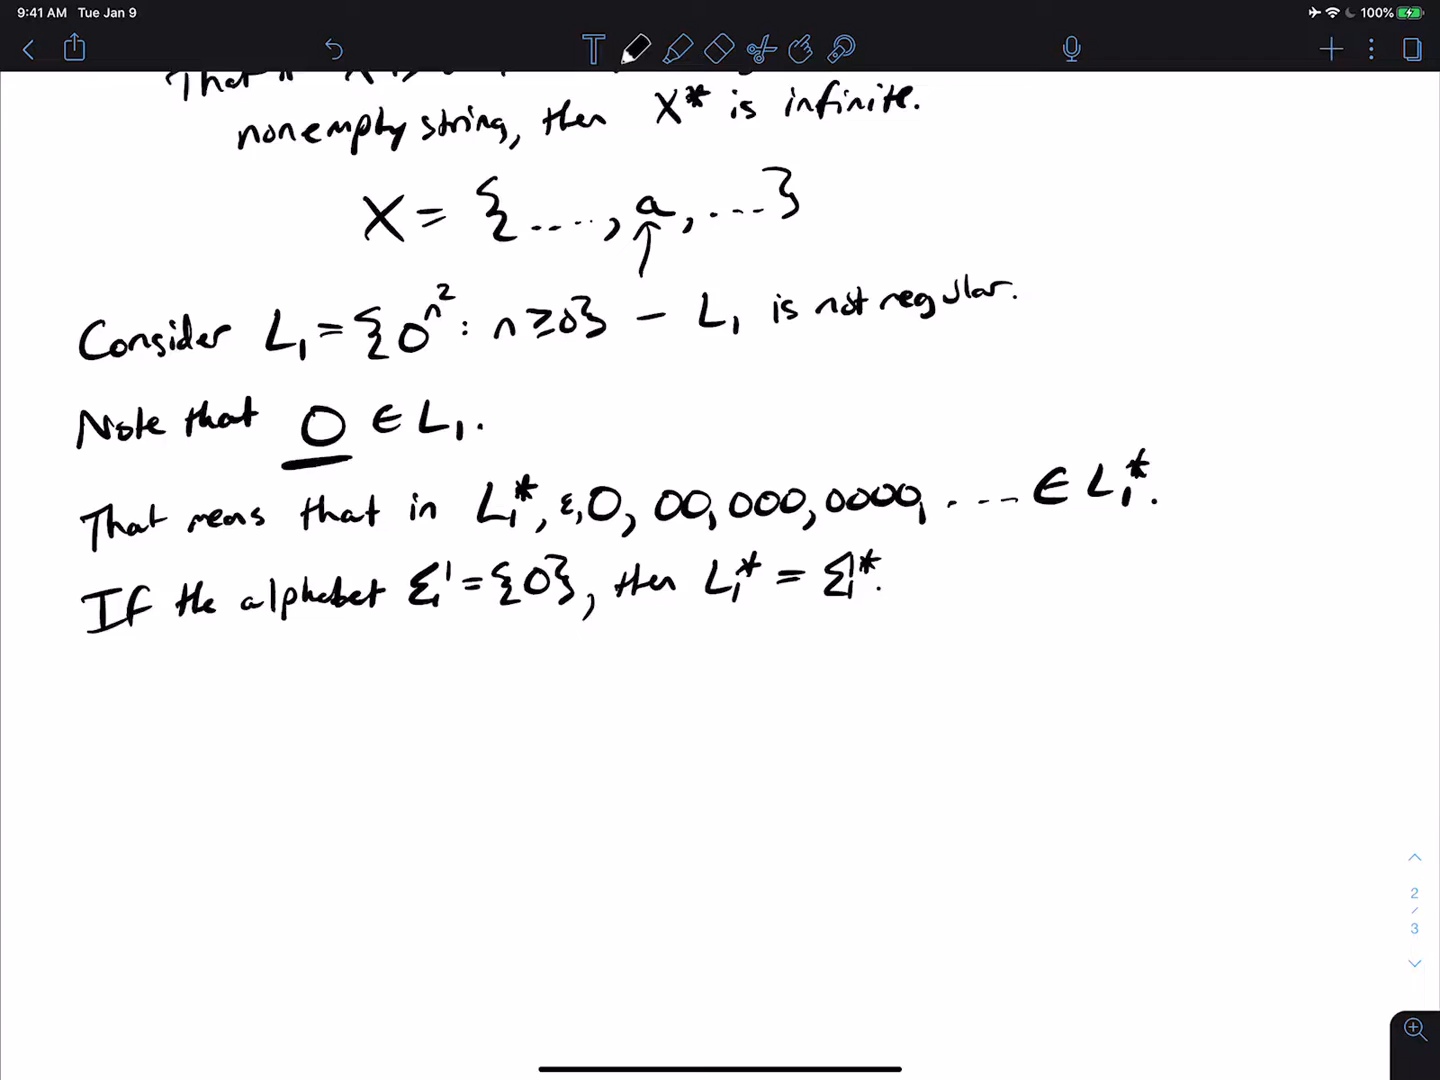 9:41 AM Tue Jan 9
100%
That if X
nonempty string, then X* is infinite.
X = {...., a, ....}
Consider L₁ = {0^n² : n ≥ 0} – L₁ is not regular.
Note that 0 ∈ L₁.
That means that in L₁*, ε, 0, 00, 000, 0000, .... ∈ L₁*.
If the alphabet Σ₁ = {0}, then L₁* = Σ₁*.
2
/
3